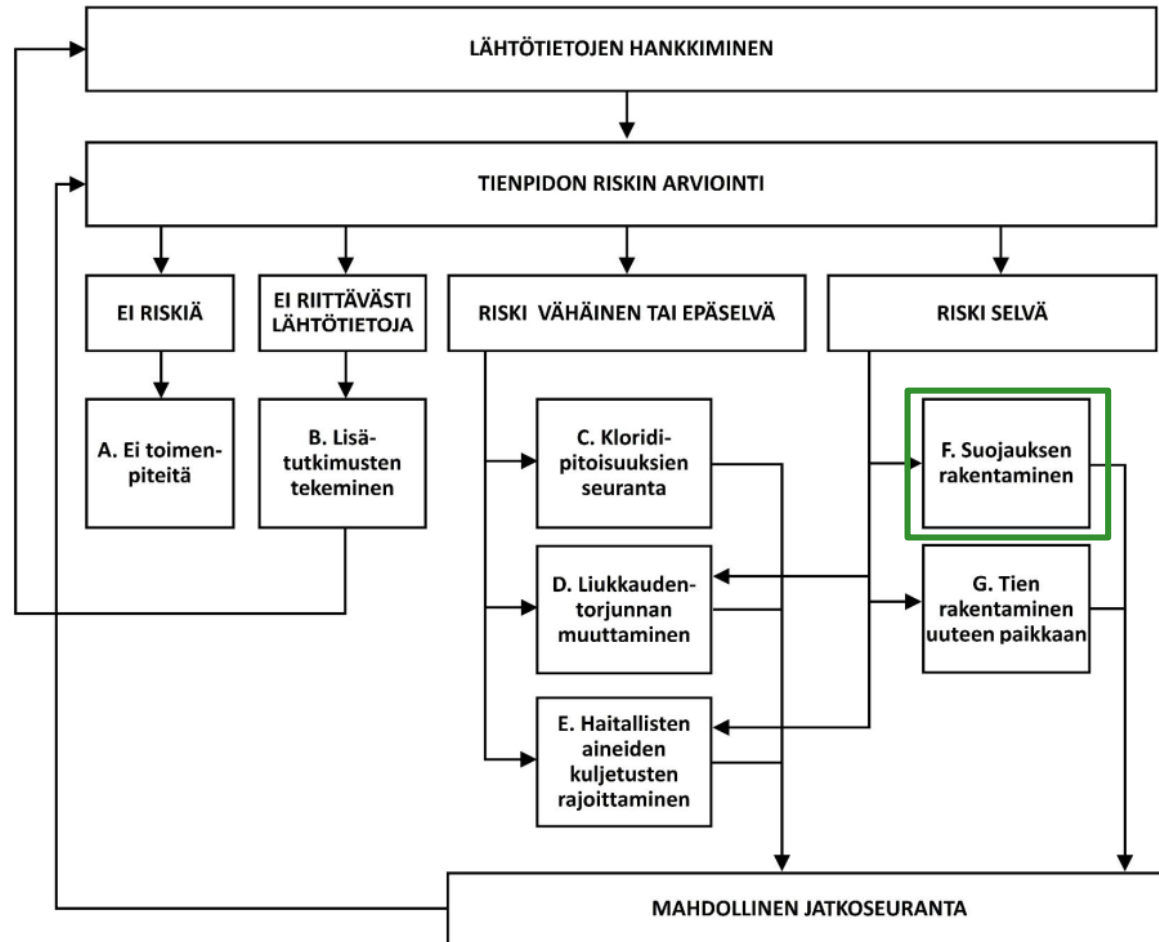 LÄHTÖTIETOJEN HANKKIMINEN
TIENPIDON RISKIN ARVIOINTI
EI RISKIÄ
EI RIITTÄVÄSTI
LÄHTÖTIETOJA
RISKI VÄHÄINEN TAI EPÄSELVÄ
RISKI SELVÄ
A. Ei toimen-
piteitä
B. Lisä-
tutkimusten
tekeminen
C. Kloridi-
pitoisuuksien
seuranta
F. Suojauksen
rakentaminen
D. Liukkauden-
torjunnan
muuttaminen
G. Tien
rakentaminen
uuteen paikkaan
E. Haitallisten
aineiden
kuljetusten
rajoittaminen
MAHDOLLINEN JATKOSEURANTA